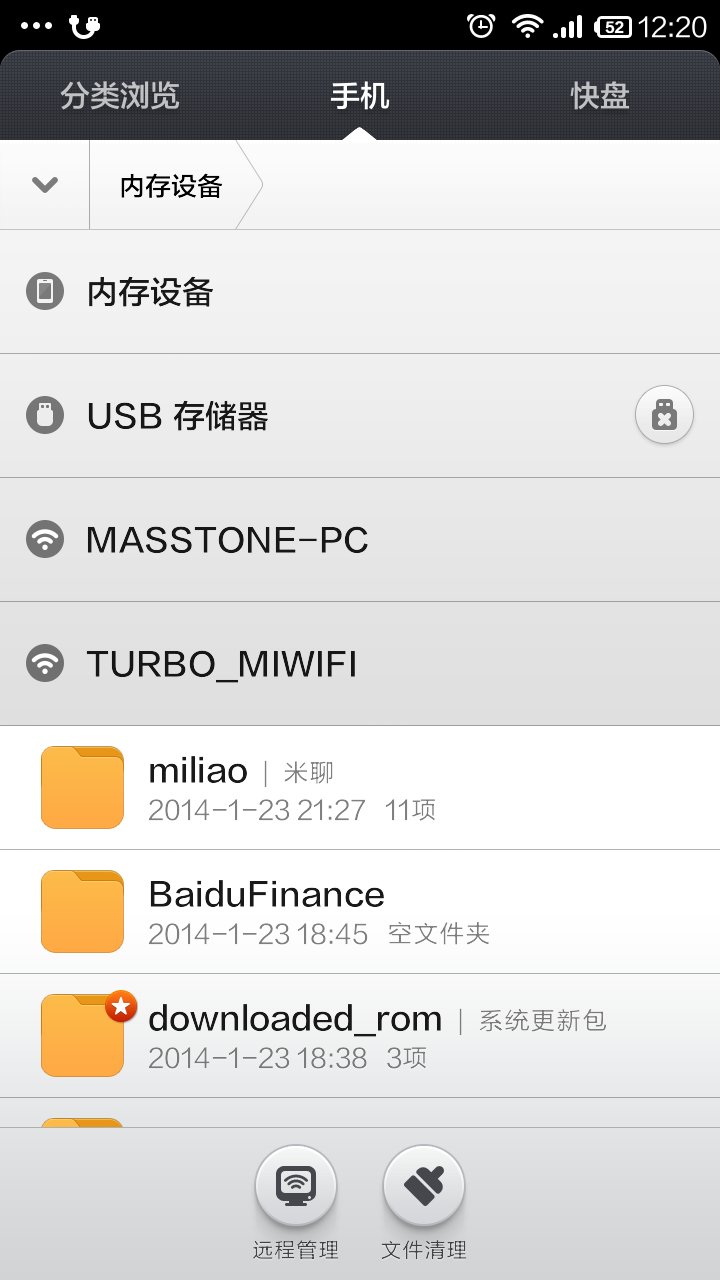 52 12:20
分类浏览 手机 快盘
内存设备
内存设备
USB 存储器
MASSTONE-PC
TURBO_MIWIFI
miliao | 米聊
2014-1-23 21:27 11项
BaiduFinance
2014-1-23 18:45 空文件夹
downloaded_rom | 系统更新包
2014-1-23 18:38 3项
远程管理 文件清理